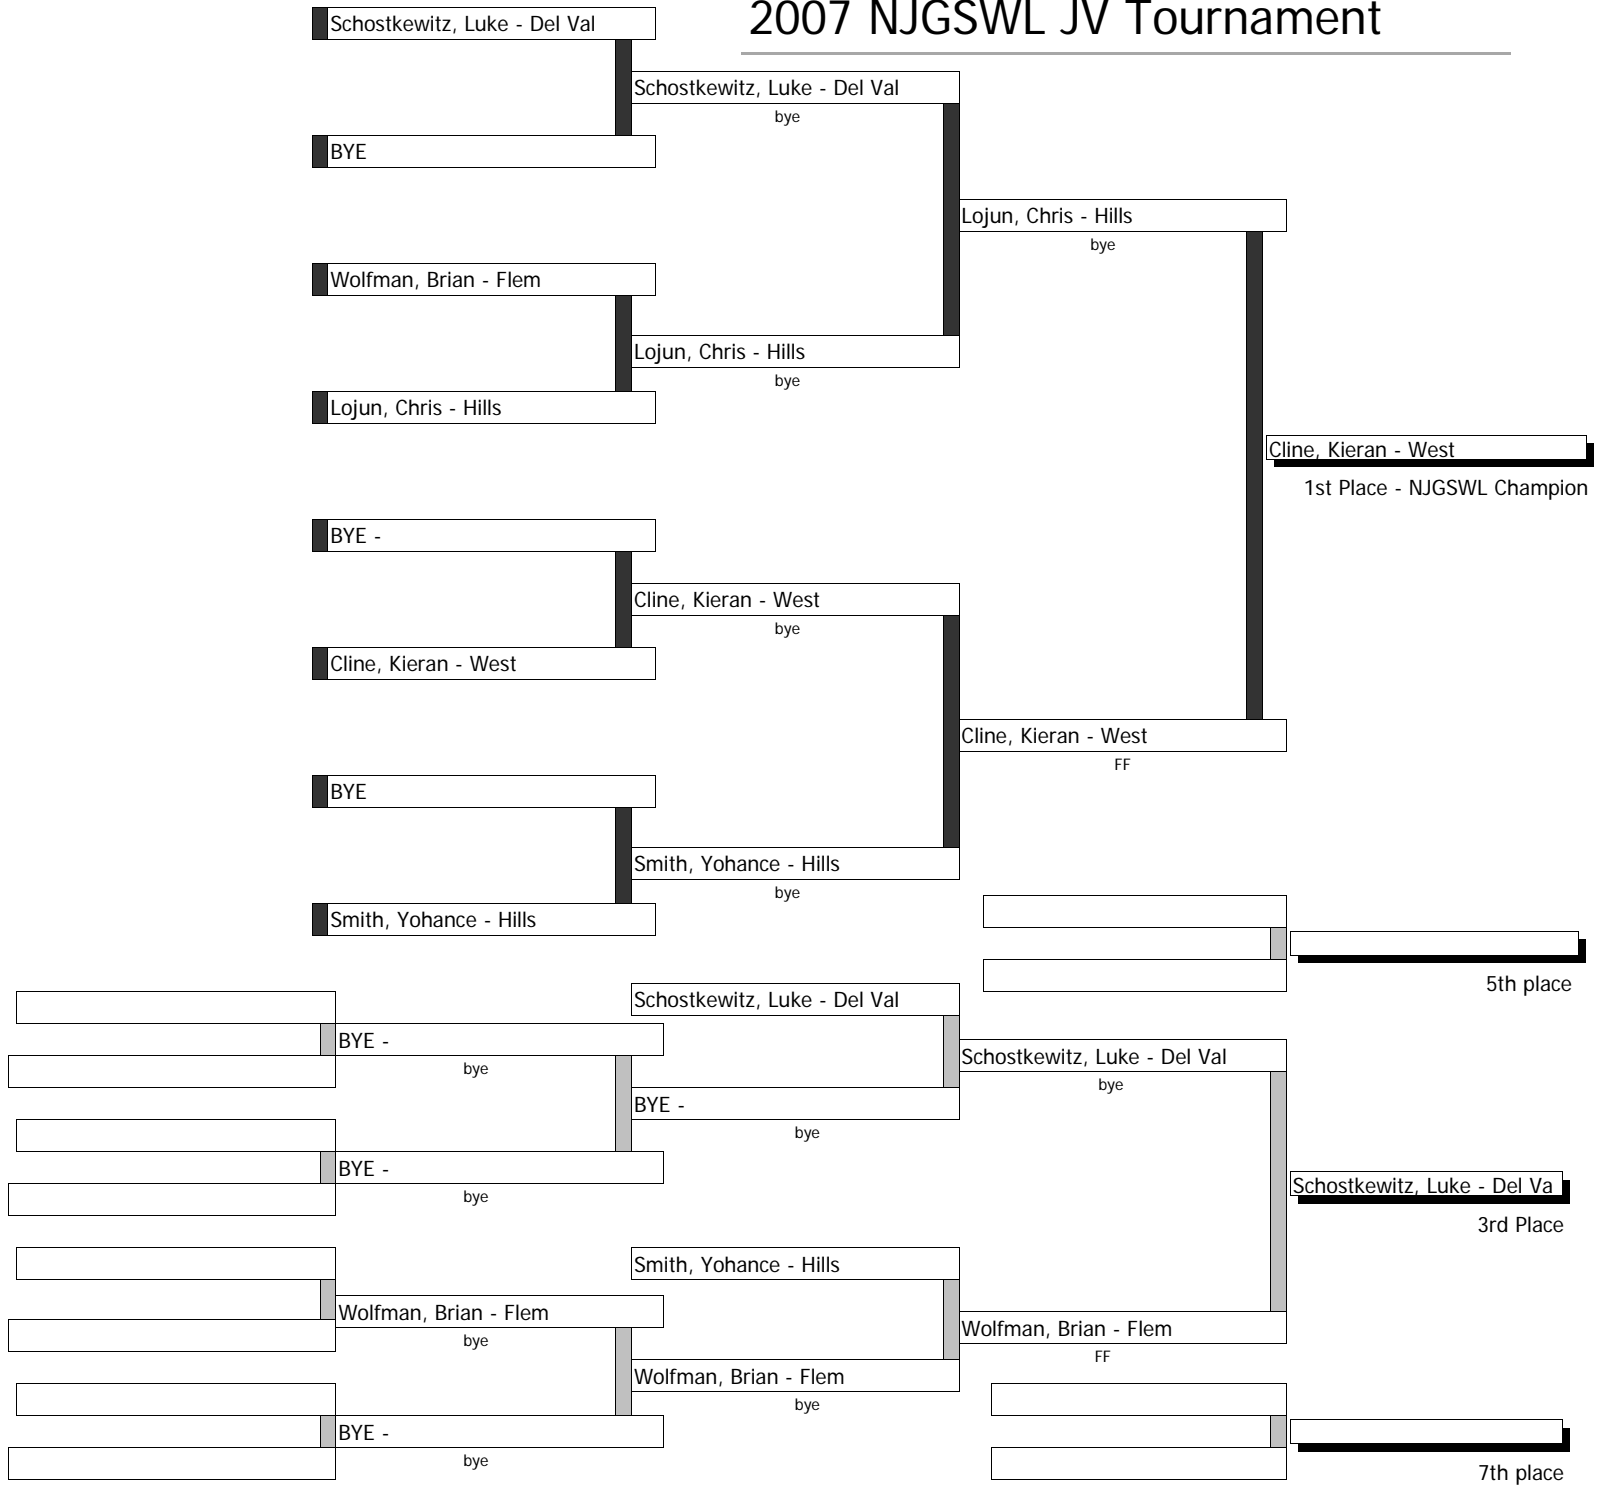 2007 NJGSWL JV Tournament
Schostkewitz, Luke - Del Val
Schostkewitz, Luke - Del Val
bye
BYE
Lojun, Chris - Hills
bye
Wolfman, Brian - Flem
Lojun, Chris - Hills
bye
Lojun, Chris - Hills
Cline, Kieran - West
1st Place - NJGSWL Champion
BYE -
Cline, Kieran - West
bye
Cline, Kieran - West
Cline, Kieran - West
FF
BYE
Smith, Yohance - Hills
bye
Smith, Yohance - Hills
5th place
Schostkewitz, Luke - Del Val
BYE -
bye
Schostkewitz, Luke - Del Val
bye
BYE -
bye
BYE -
bye
Schostkewitz, Luke - Del Va
3rd Place
Smith, Yohance - Hills
Wolfman, Brian - Flem
bye
Wolfman, Brian - Flem
FF
Wolfman, Brian - Flem
bye
BYE -
bye
7th place